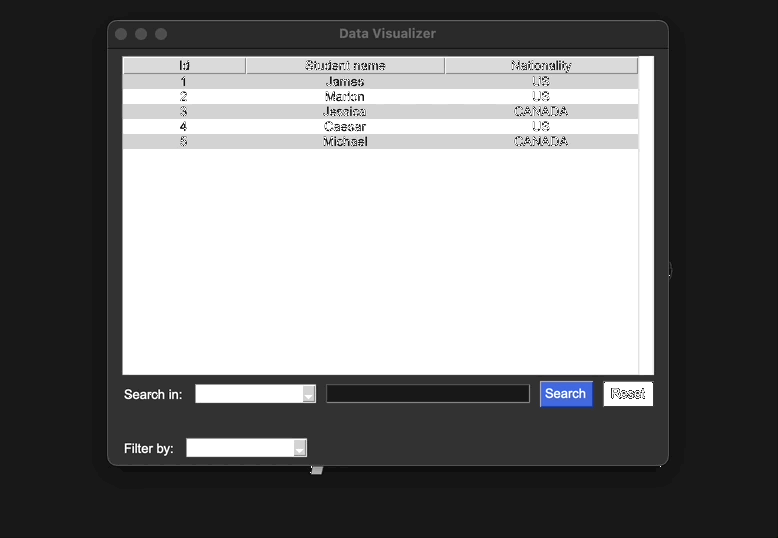 Data Visualizer
Id Student name Nationality
1 James US
2 Marion US
3 Jessica CANADA
4 Caesar US
5 Michael CANADA
Search in: Search Reset
Filter by: